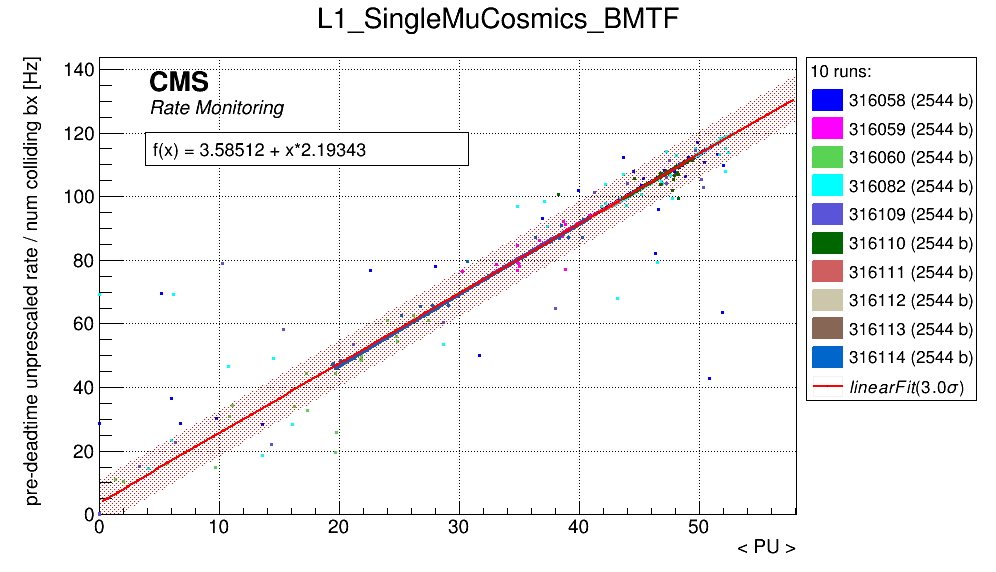 L1_SingleMuCosmics_BMTF
pre-deadtime unprescaled rate / num colliding bx [Hz]
140
120
100
80
60
40
20
0
CMS
Rate Monitoring
f(x) = 3.58512 + x*2.19343
0 10 20 30 40 50
< PU >
10 runs:
316058 (2544 b)
316059 (2544 b)
316060 (2544 b)
316082 (2544 b)
316109 (2544 b)
316110 (2544 b)
316111 (2544 b)
316112 (2544 b)
316113 (2544 b)
316114 (2544 b)
linearFit(3.0σ)